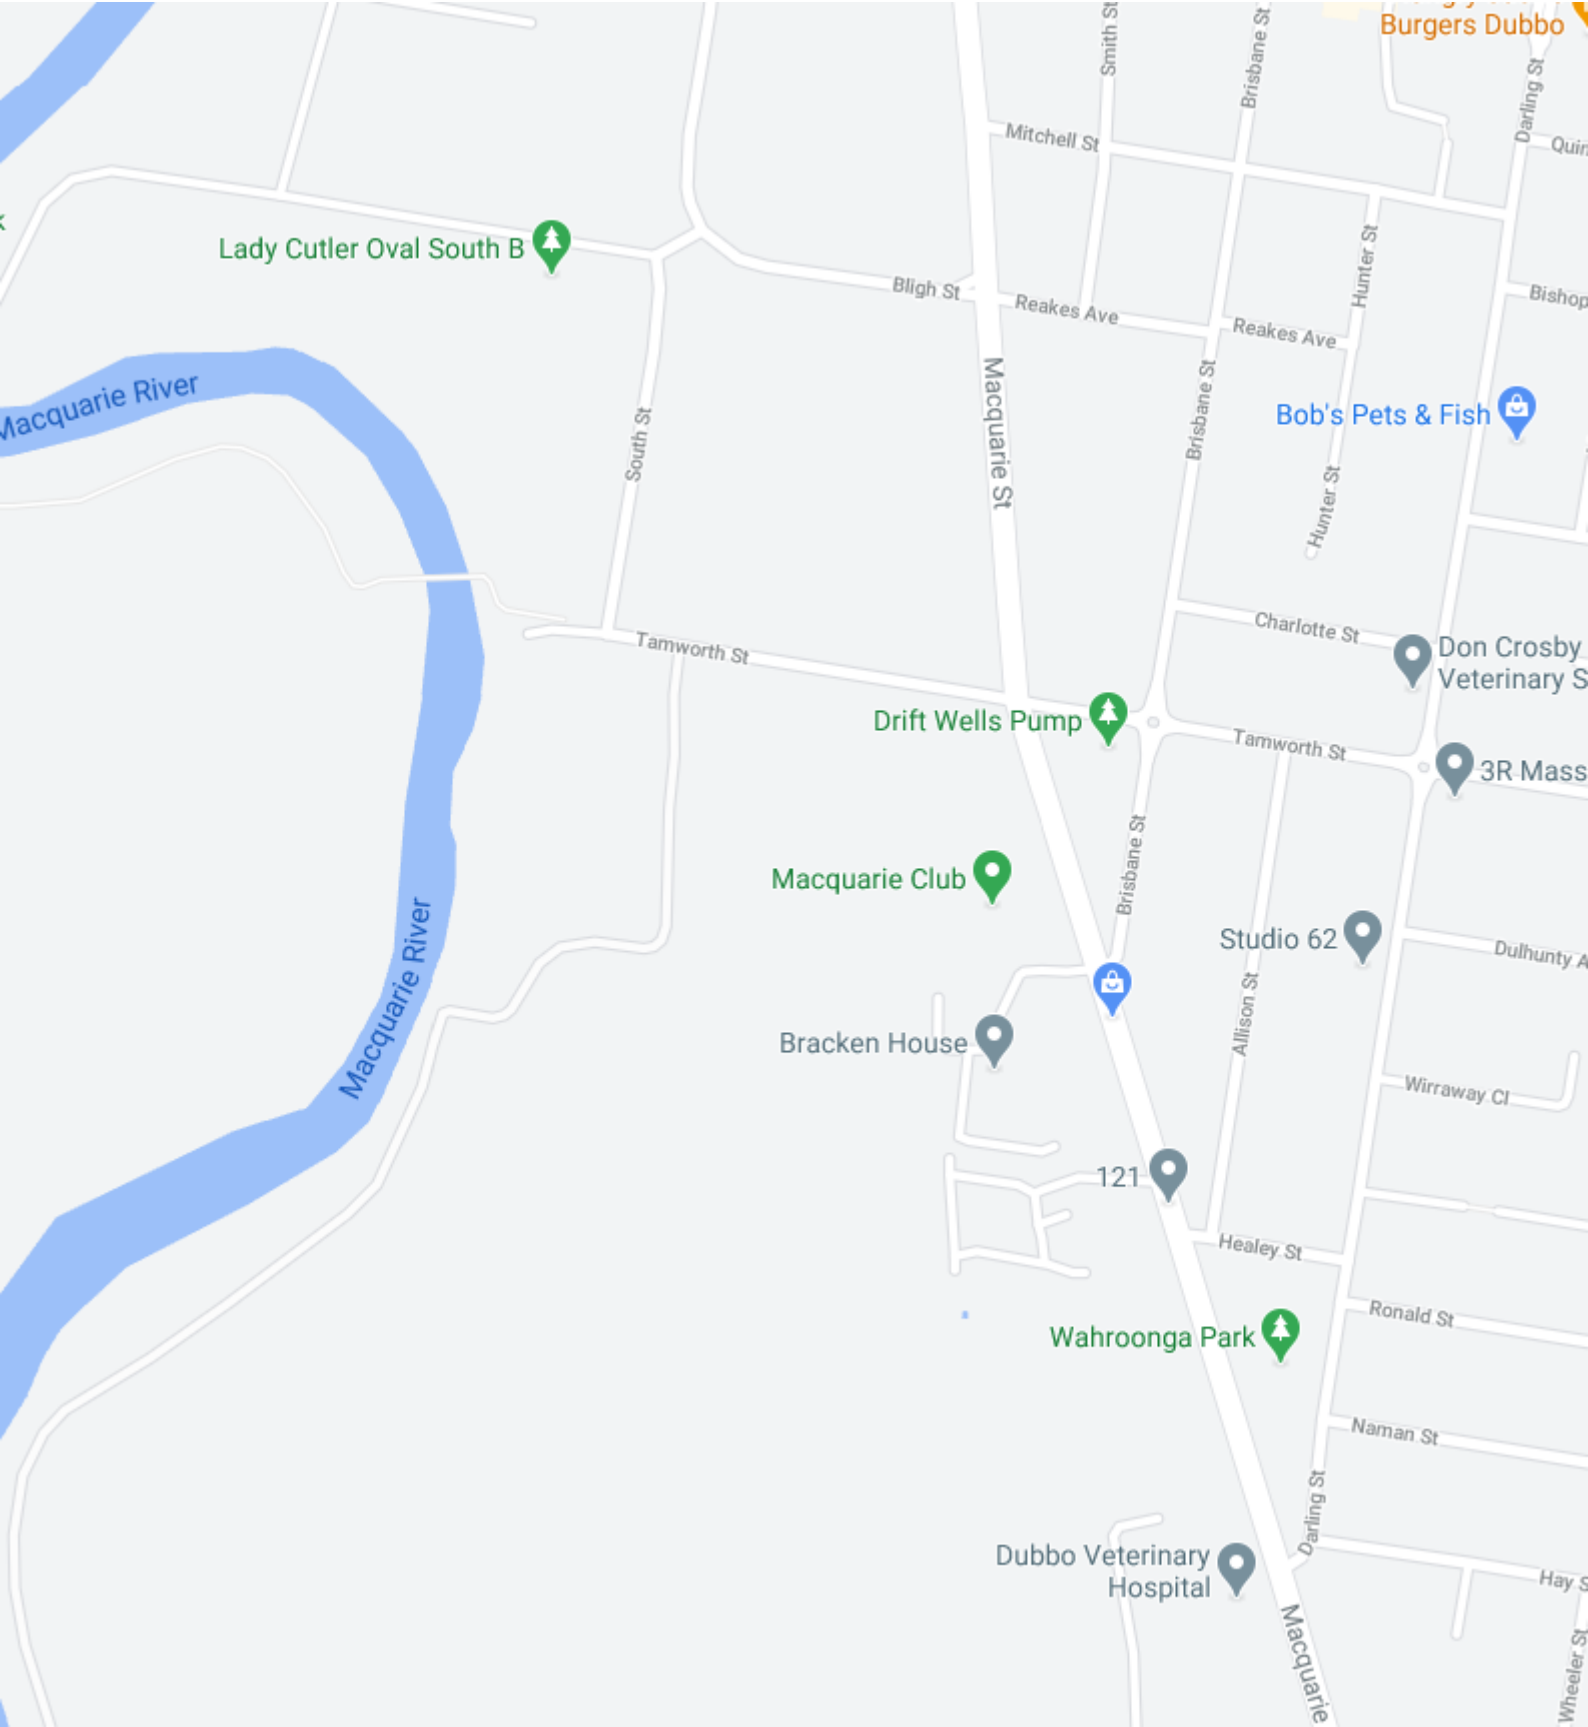 Burgers Dubbo
Smith St
Brisbane St
Darling St
Mitchell St
Hunter St
Lady Cutler Oval South B
Bligh St
Reakes Ave
Reakes Ave
Bishop
Macquarie River
Macquarie St
Brisbane St
Bob's Pets & Fish
South St
Hunter St
Charlotte St
Tamworth St
Don Crosby
Veterinary S
Drift Wells Pump
Tamworth St
3R Mass
Macquarie Club
Brisbane St
Macquarie River
Studio 62
Dulhunty A
Allison St
Bracken House
Wirraway Cl
121
Healey St
Ronald St
Wahroonga Park
Naman St
Darling St
Dubbo Veterinary
Hospital
Hay S
Macquarie
Wheeler St